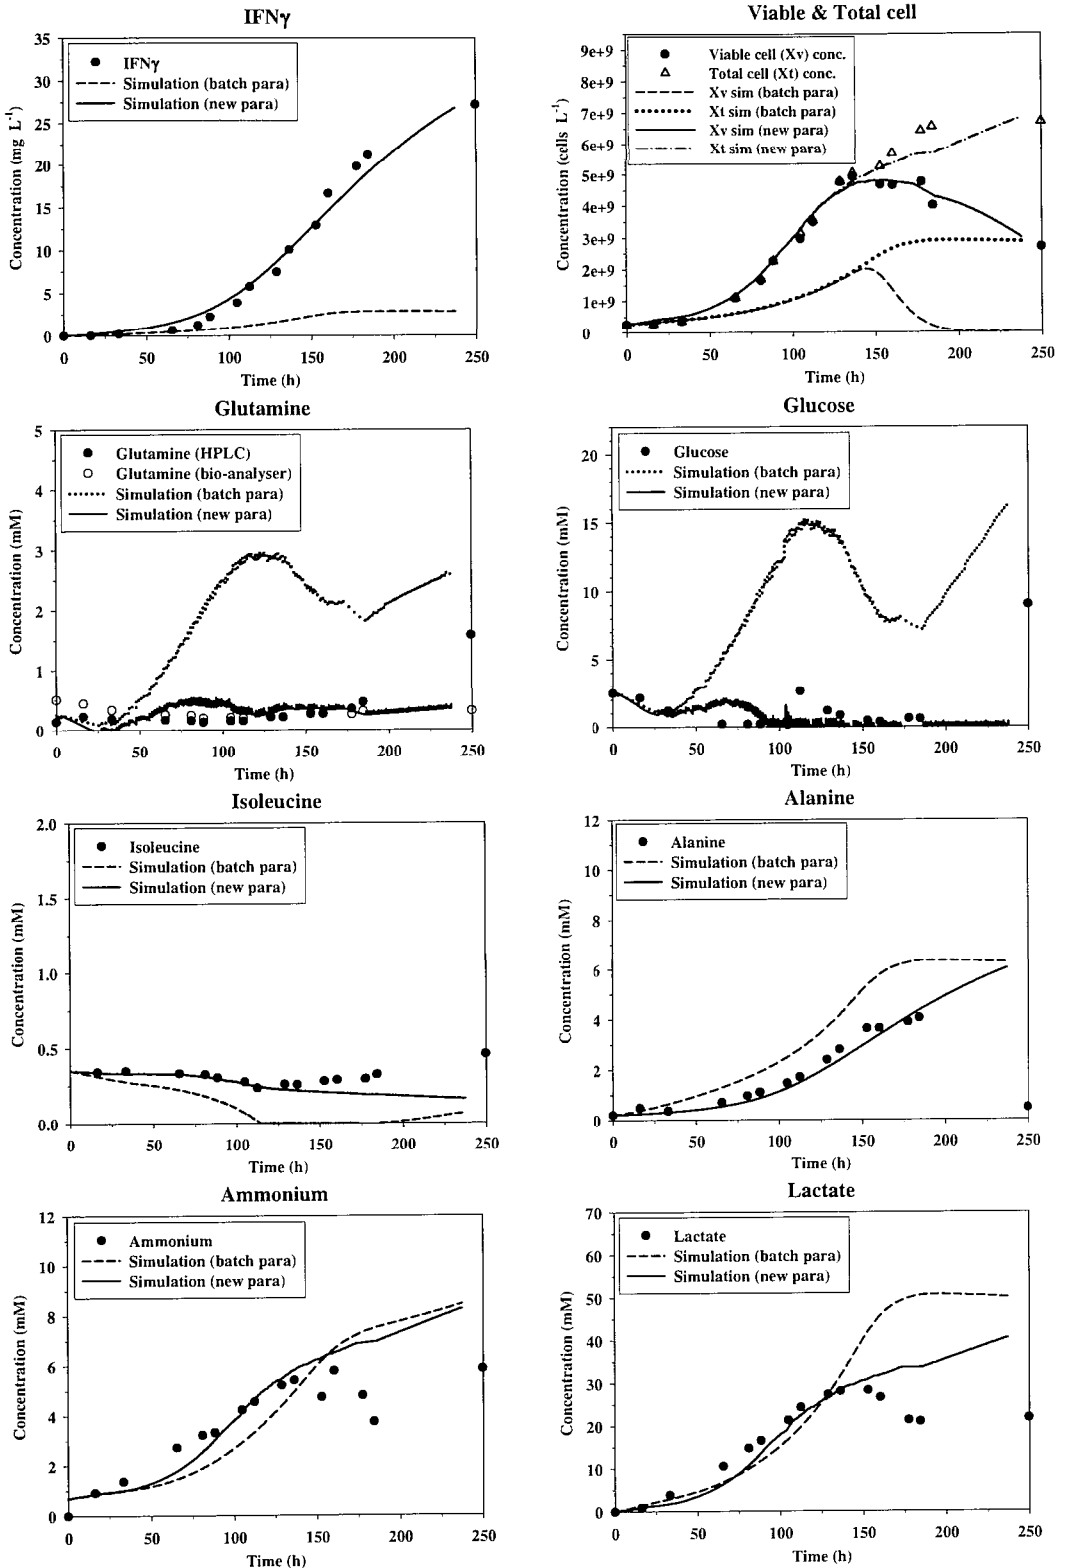 IFNγ
Concentration (mg L⁻¹)
35
30
25
20
15
10
5
0
IFNγ
Simulation (batch para)
Simulation (new para)
0 50 100 150 200 250
Time (h)
Viable & Total cell
Concentration (cells L⁻¹)
9e+9
8e+9
7e+9
6e+9
5e+9
4e+9
3e+9
2e+9
1e+9
0
Viable cell (Xv) conc.
Total cell (Xt) conc.
Xv sim (batch para)
Xt sim (batch para)
Xv sim (new para)
Xt sim (new para)
0 50 100 150 200 250
Time (h)
Glutamine
Concentration (mM)
5
4
3
2
1
0
Glutamine (HPLC)
Glutamine (bio-analyser)
Simulation (batch para)
Simulation (new para)
0 50 100 150 200 250
Time (h)
Glucose
Concentration (mM)
20
15
10
5
0
Glucose
Simulation (batch para)
Simulation (new para)
0 50 100 150 200 250
Time (h)
Isoleucine
Concentration (mM)
2.0
1.5
1.0
0.5
0.0
Isoleucine
Simulation (batch para)
Simulation (new para)
0 50 100 150 200 250
Time (h)
Alanine
Concentration (mM)
12
10
8
6
4
2
0
Alanine
Simulation (batch para)
Simulation (new para)
0 50 100 150 200 250
Time (h)
Ammonium
Concentration (mM)
12
10
8
6
4
2
0
Ammonium
Simulation (batch para)
Simulation (new para)
0 50 100 150 200 250
Time (h)
Lactate
Concentration (mM)
70
60
50
40
30
20
10
0
Lactate
Simulation (batch para)
Simulation (new para)
0 50 100 150 200 250
Time (h)